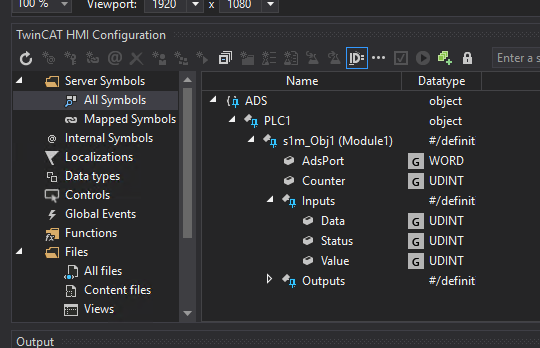 100 %
Viewport:
1920
x
1080
TwinCAT HMI Configuration
ID=
Enter a s
Server Symbols
All Symbols
Mapped Symbols
Internal Symbols
Localizations
Data types
Controls
Global Events
Functions
Files
All files
Content files
Views
Name Datatype
ADS object
PLC1 object
s1m_Obj1 (Module1) #/definit
AdsPort G WORD
Counter G UDINT
Inputs #/definit
Data G UDINT
Status G UDINT
Value G UDINT
Outputs #/definit
Output